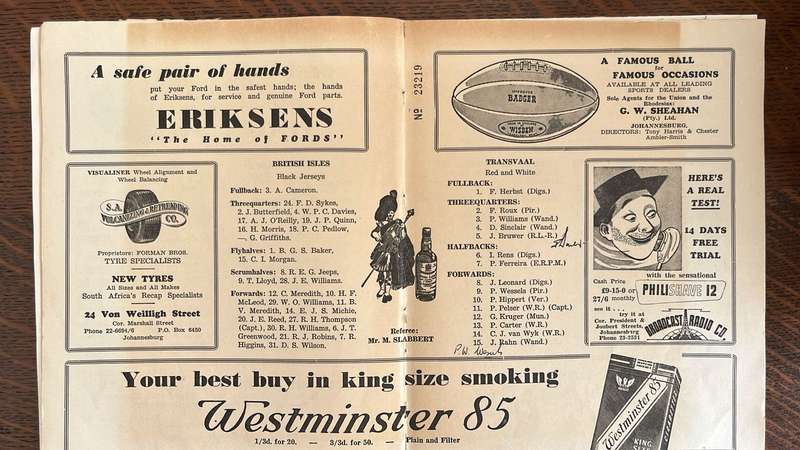 A safe pair of hands
put your Ford in the safest hands; the hands
of Eriksens, for service and genuine Ford parts.
ERIKSENS
"The Home of FORDS"
No 23219
IMPROVED
BADGER
WISDEN
A FAMOUS BALL
for
FAMOUS OCCASIONS
AVAILABLE AT ALL LEADING
SPORTS DEALERS
Sole Agents for the Union and the
Rhodesias:
G. W. SHEAHAN
(Pty.) Ltd.
JOHANNESBURG,
DIRECTORS: Tony Harris & Chester
Ambler-Smith
VISUALINER Wheel Alignment and
Wheel Balancing
S.A.
VULCANIZING & RETREADING
CO.
Proprietors: FORMAN BROS.
TYRE SPECIALISTS
NEW TYRES
All Sizes and All Makes
South Africa's Recap Specialists
24 Von Weilligh Street
Cor. Marshall Street
Phone 22-6694/6 P.O. Box 6450
Johannesburg
BRITISH ISLES
Black Jerseys
Fullback: 3. A. Cameron.
Threequarters: 24. F. D. Sykes,
2. J. Butterfield, 4. W. P. C. Davies,
17. A. J. O'Reilly, 19. J. P. Quinn,
16. H. Morris, 18. P. C. Pedlow,
—, G. Griffiths.
Flyhalves: 1. B. G. S. Baker,
15. C. I. Morgan.
Scrumhalves: 8. R. E. G. Jeeps,
9. T. Lloyd, 28. J. E. Williams.
Forwards: 12. C. Meredith, 10. H. F.
McLeod, 29. W. O. Williams, 11. B.
V. Meredith, 14. E. J. S. Michie,
20. J. E. Reed, 27. R. H. Thompson
(Capt.), 30. R. H. Williams, 6. J. T.
Greenwood, 21. R. J. Robins, 7. R.
Higgins, 31. D. S. Wilson.
Referee:
Mr. M. SLABBERT
TRANSVAAL
Red and White
FULLBACK:
1. F. Herbst (Digs.)
THREEQUARTERS:
2. F. Roux (Pir.)
3. P. Williams (Wand.)
4. D. Sinclair (Wand.)
5. J. Bruwer (R.L.-R.)
HALFBACKS:
6. I. Rens (Digs.)
7. P. Ferreira (E.R.P.M.)
FORWARDS:
8. J. Leonard (Digs.)
9. P. Wessels (Pir.)
10. P. Hippert (Ver.)
11. P. Pelser (W.R.) (Capt.)
12. G. Kruger (Mun.)
13. P. Carter (W.R.)
14. C. J. van Wyk (W.R.)
15. J. Rahn (Wand.)
P.W. Wessels
HERE'S
A REAL
TEST!
14 DAYS
FREE
TRIAL
with the sensational
Cash Price
£9-15-0 or
27/6 monthly
PHILISHAVE 12
see it . . .
try it at
Cor. President &
Joubert Streets,
Johannesburg
Phone 23-2331
BROADCAST RADIO CO.
Your best buy in king size smoking
Westminster 85
1/3d. for 20. — 3/3d. for 50. — Plain and Filter
Westminster 85
KING
SIZE